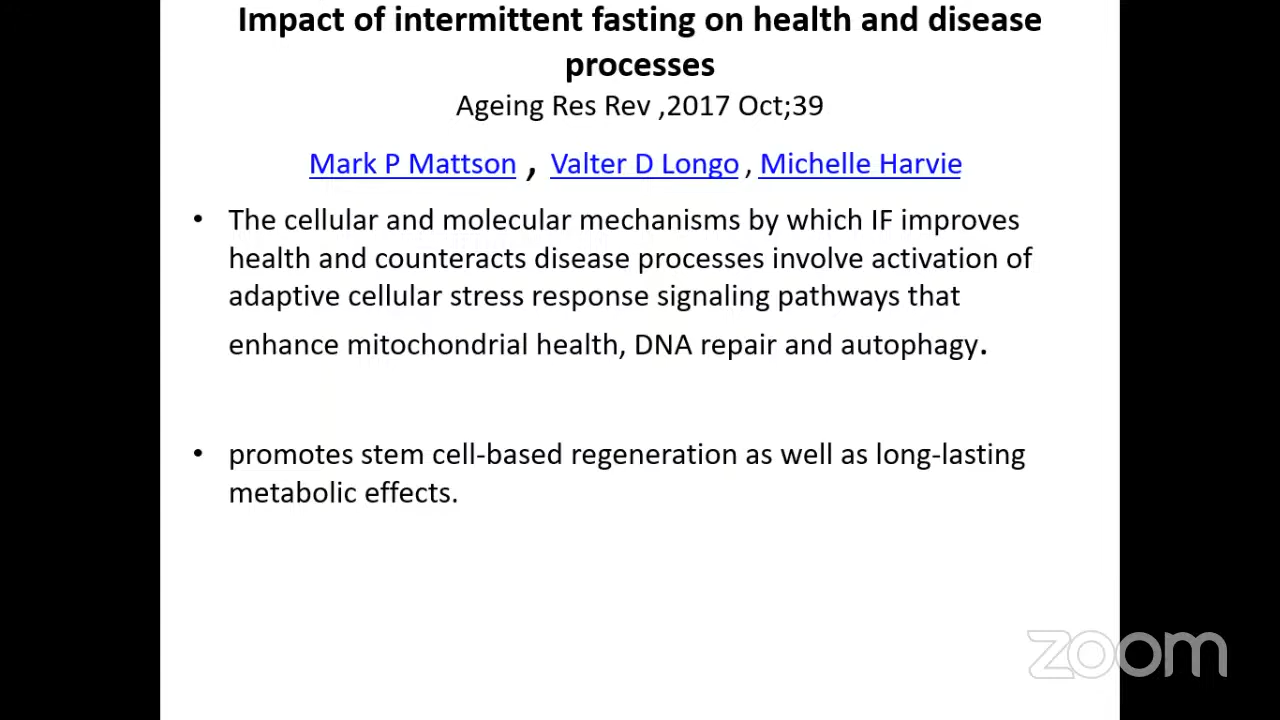 Impact of intermittent fasting on health and disease
processes
Ageing Res Rev ,2017 Oct;39
Mark P Mattson , Valter D Longo , Michelle Harvie
• The cellular and molecular mechanisms by which IF improves
health and counteracts disease processes involve activation of
adaptive cellular stress response signaling pathways that
enhance mitochondrial health, DNA repair and autophagy.
• promotes stem cell-based regeneration as well as long-lasting
metabolic effects.
zoom